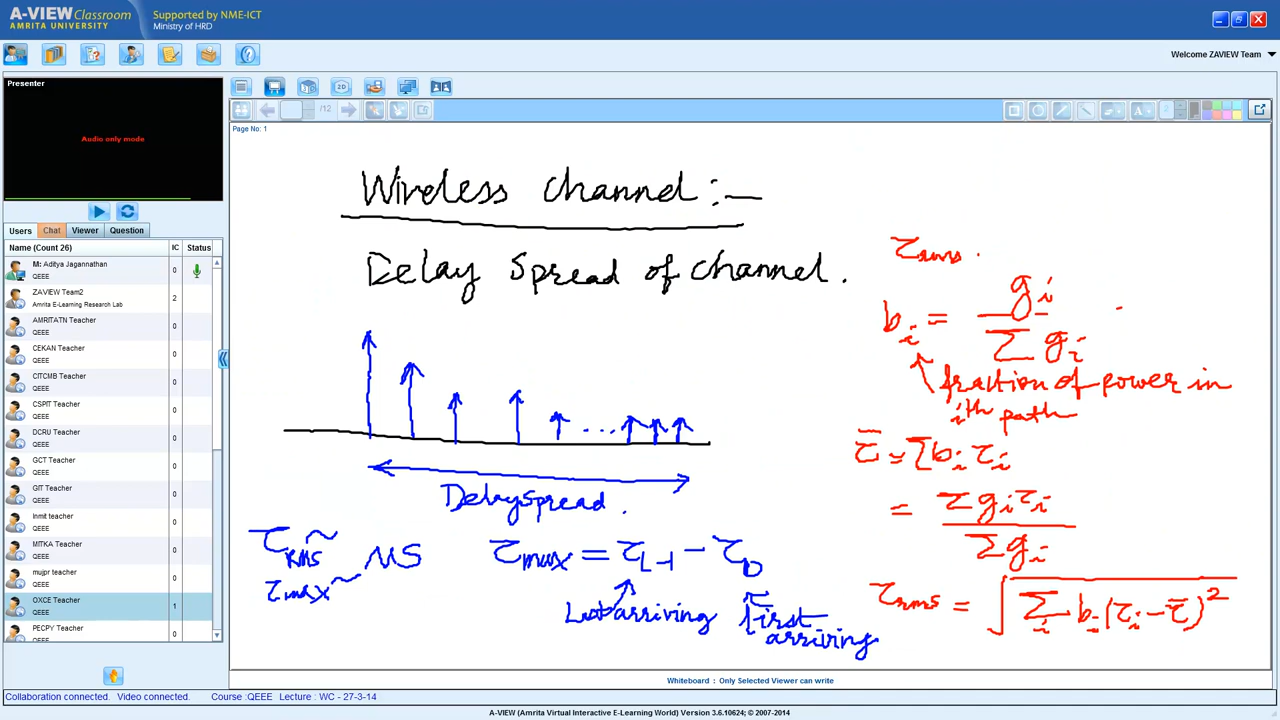 A-VIEW Classroom
AMRITA UNIVERSITY
Supported by NME-ICT
Ministry of HRD
Welcome ZAVIEW Team
Presenter
Audio only mode
Users Chat Viewer Question
Name (Count 26) IC Status
M: Aditya Jagannathan 0
QEEE
ZAVIEW Team2 2
Amrita E-Learning Research Lab
AMRITATN Teacher 0
QEEE
CEKAN Teacher 0
QEEE
CITCMB Teacher 0
QEEE
CSPIT Teacher 0
QEEE
DCRU Teacher 0
QEEE
GCT Teacher 0
QEEE
GIT Teacher 0
QEEE
Inmit teacher 0
QEEE
MITKA Teacher 0
QEEE
mujpr teacher 0
QEEE
OXCE Teacher 1
QEEE
PECPY Teacher 0
QEEE
2D
/12
A 2
Page No: 1
Wireless channel :—
Delay Spread of channel.
Delay spread.
τrms ~ μS
τmax ~
τmax = τL-1 - τ0
Last arriving
first arriving
τrms.
bi = gi / Σ gi
fraction of power in
ith path
τ̄ = Σ bi τi
= Σ gi τi / Σ gi
τrms = √ Σi bi (τi - τ̄)²
Whiteboard : Only Selected Viewer can write
Collaboration connected. Video connected. Course :QEEE Lecture : WC - 27-3-14
A-VIEW (Amrita Virtual Interactive E-Learning World) Version 3.6.10624; © 2007-2014